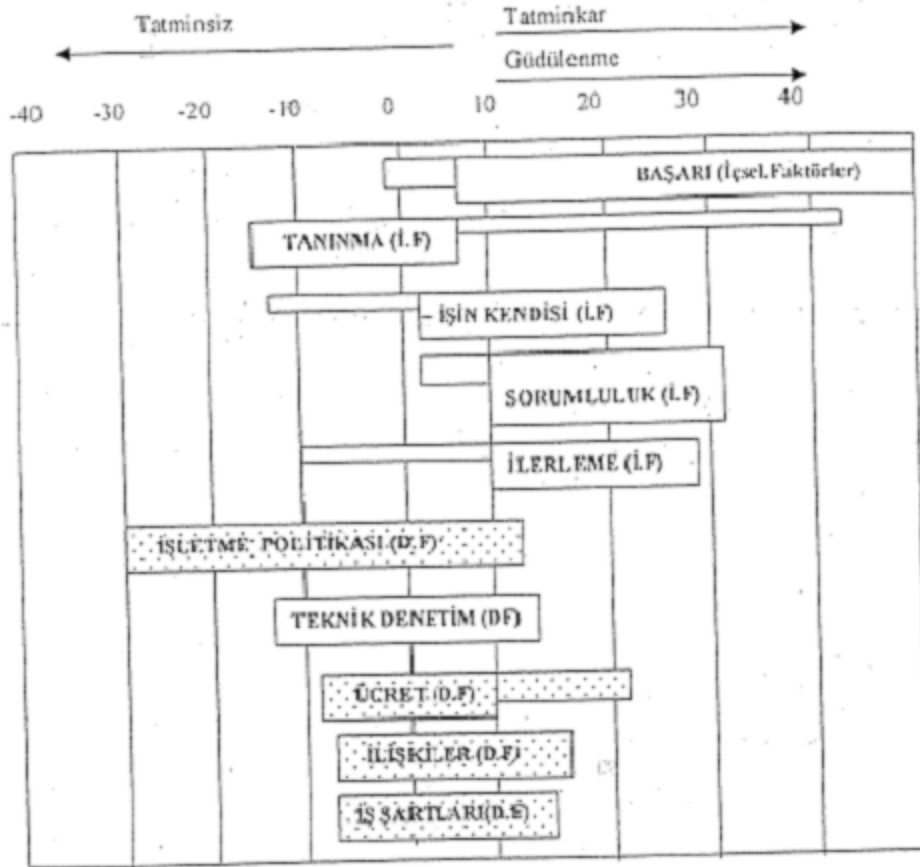 Tatminsiz
Tatminkar
Güdülenme
-40 -30 -20 -10 0 10 20 30 40
BAŞARI (İçsel.Faktörler)
TANINMA (İ.F)
– İŞİN KENDİSİ (İ.F)
SORUMLULUK (İ.F)
İLERLEME (İ.F)
İŞLETME POLİTİKASI (D.F)
TEKNİK DENETİM (DF)
ÜCRET (D.F)
İLİŞKİLER (D.F)
İŞ ŞARTLARI(D.F)